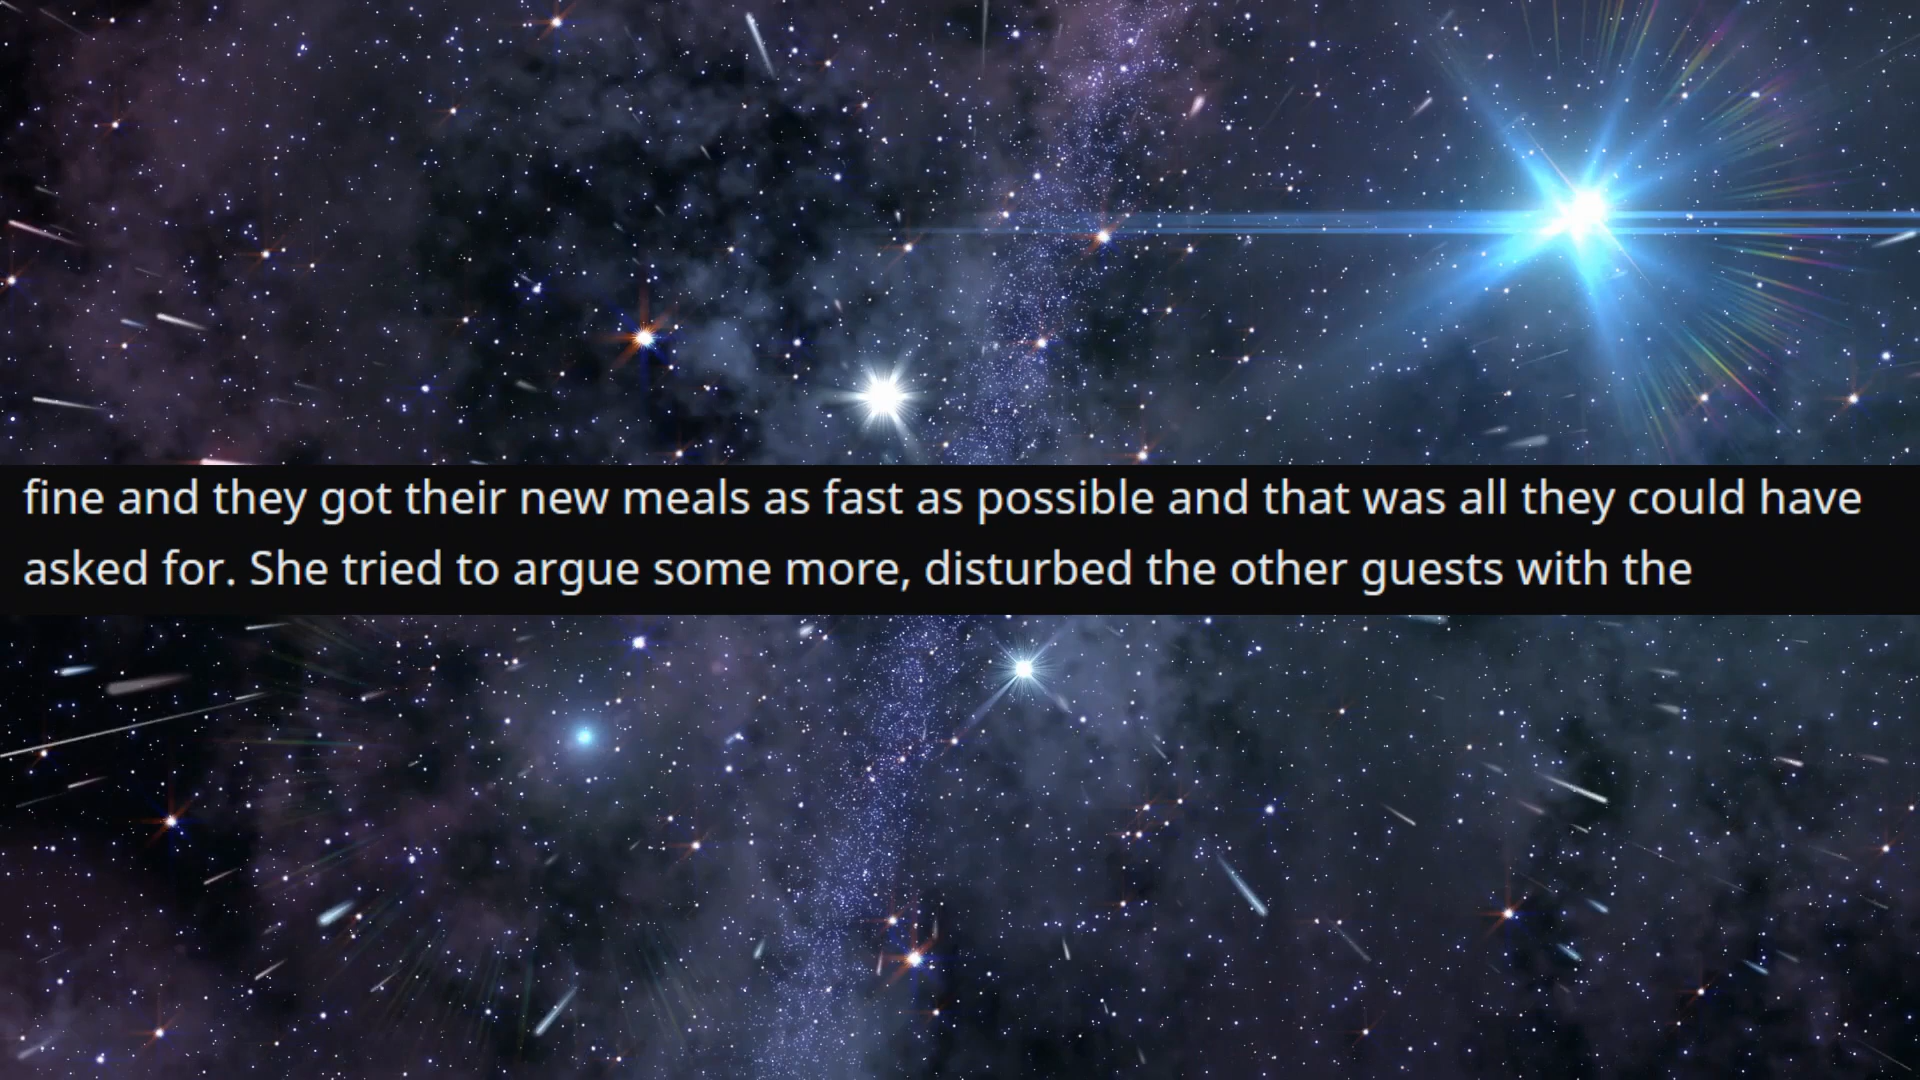 fine and they got their new meals as fast as possible and that was all they could have
asked for. She tried to argue some more, disturbed the other guests with the